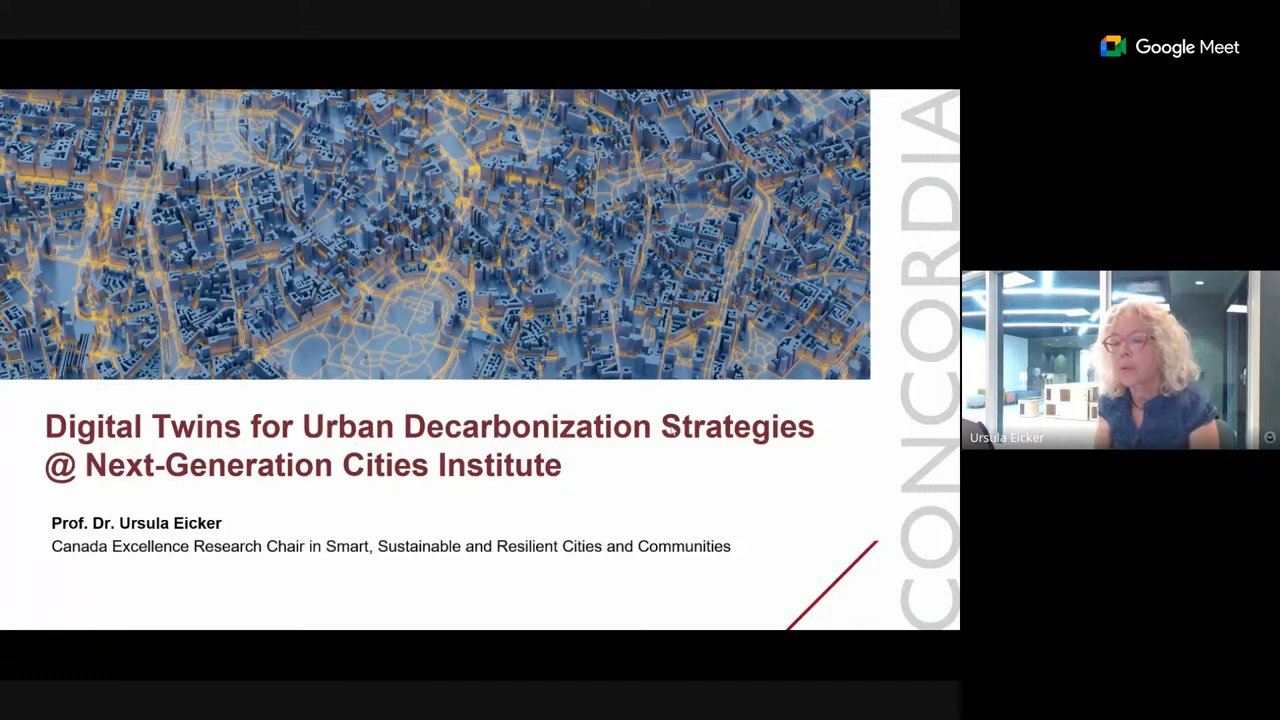 Google Meet
CONCORDIA
Digital Twins for Urban Decarbonization Strategies
@ Next-Generation Cities Institute
Prof. Dr. Ursula Eicker
Canada Excellence Research Chair in Smart, Sustainable and Resilient Cities and Communities
Ursula Eicker